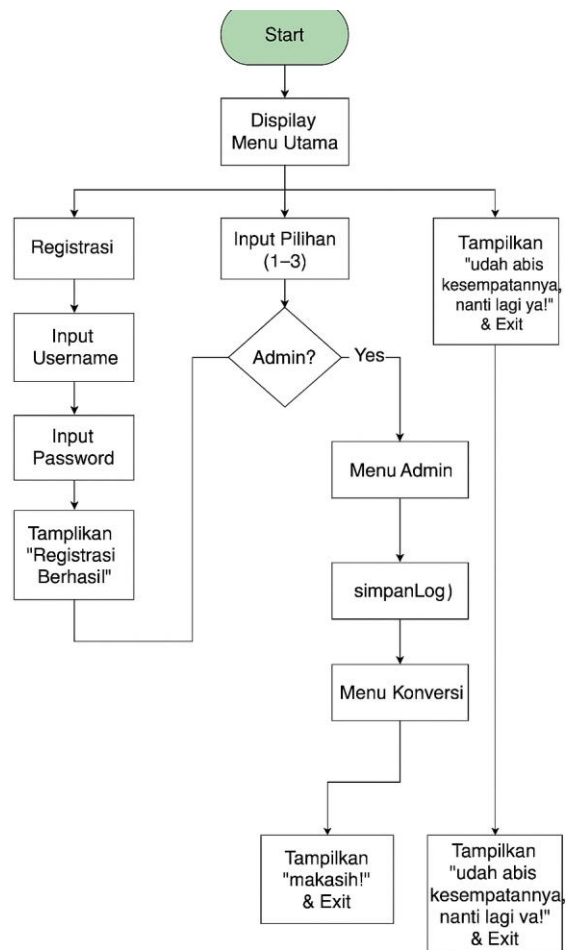 Start
Dispilay
Menu Utama
Registrasi
Input
Username
Input
Password
Tamplikan
"Registrasi
Berhasil"
Input Pilihan
(1–3)
Admin?
Yes
Menu Admin
simpanLog)
Menu Konversi
Tampilkan
"makasih!"
& Exit
Tampilkan
"udah abis
kesempatannya,
nanti lagi ya!"
& Exit
Tampilkan
"udah abis
kesempatannya,
nanti lagi va!"
& Exit